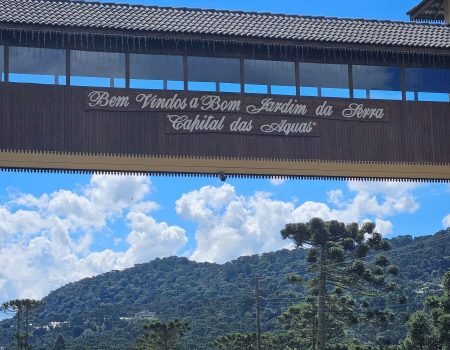 Bem Vindos a Bom Jardim da Serra
Capital das Águas